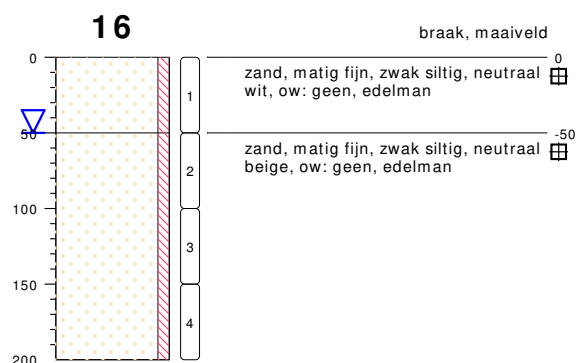 16
braak, maaiveld
0
0
zand, matig fijn, zwak siltig, neutraal
wit, ow: geen, edelman
1
50
-50
zand, matig fijn, zwak siltig, neutraal
beige, ow: geen, edelman
2
100
3
150
4
200